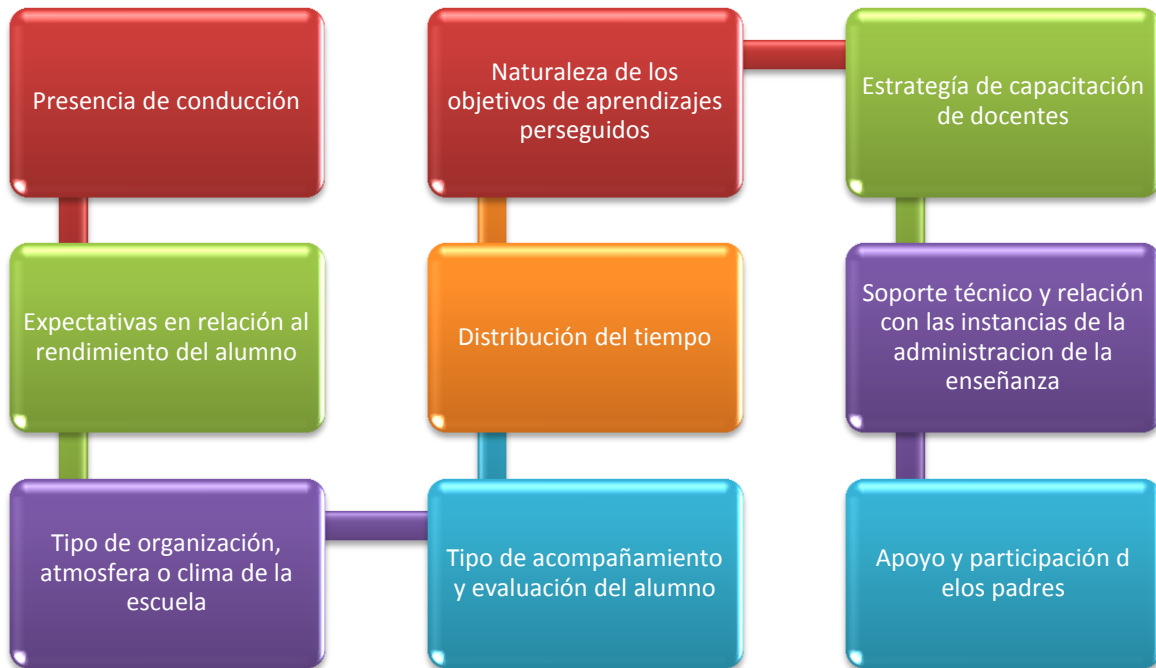 Presencia de conducción
Expectativas en relación al
rendimiento del alumno
Tipo de organización,
atmosfera o clima de la
escuela
Tipo de acompañamiento
y evaluación del alumno
Distribución del tiempo
Naturaleza de los
objetivos de aprendizajes
perseguidos
Estrategía de capacitación
de docentes
Soporte técnico y relación
con las instancias de la
administracion de la
enseñanza
Apoyo y participación d
elos padres